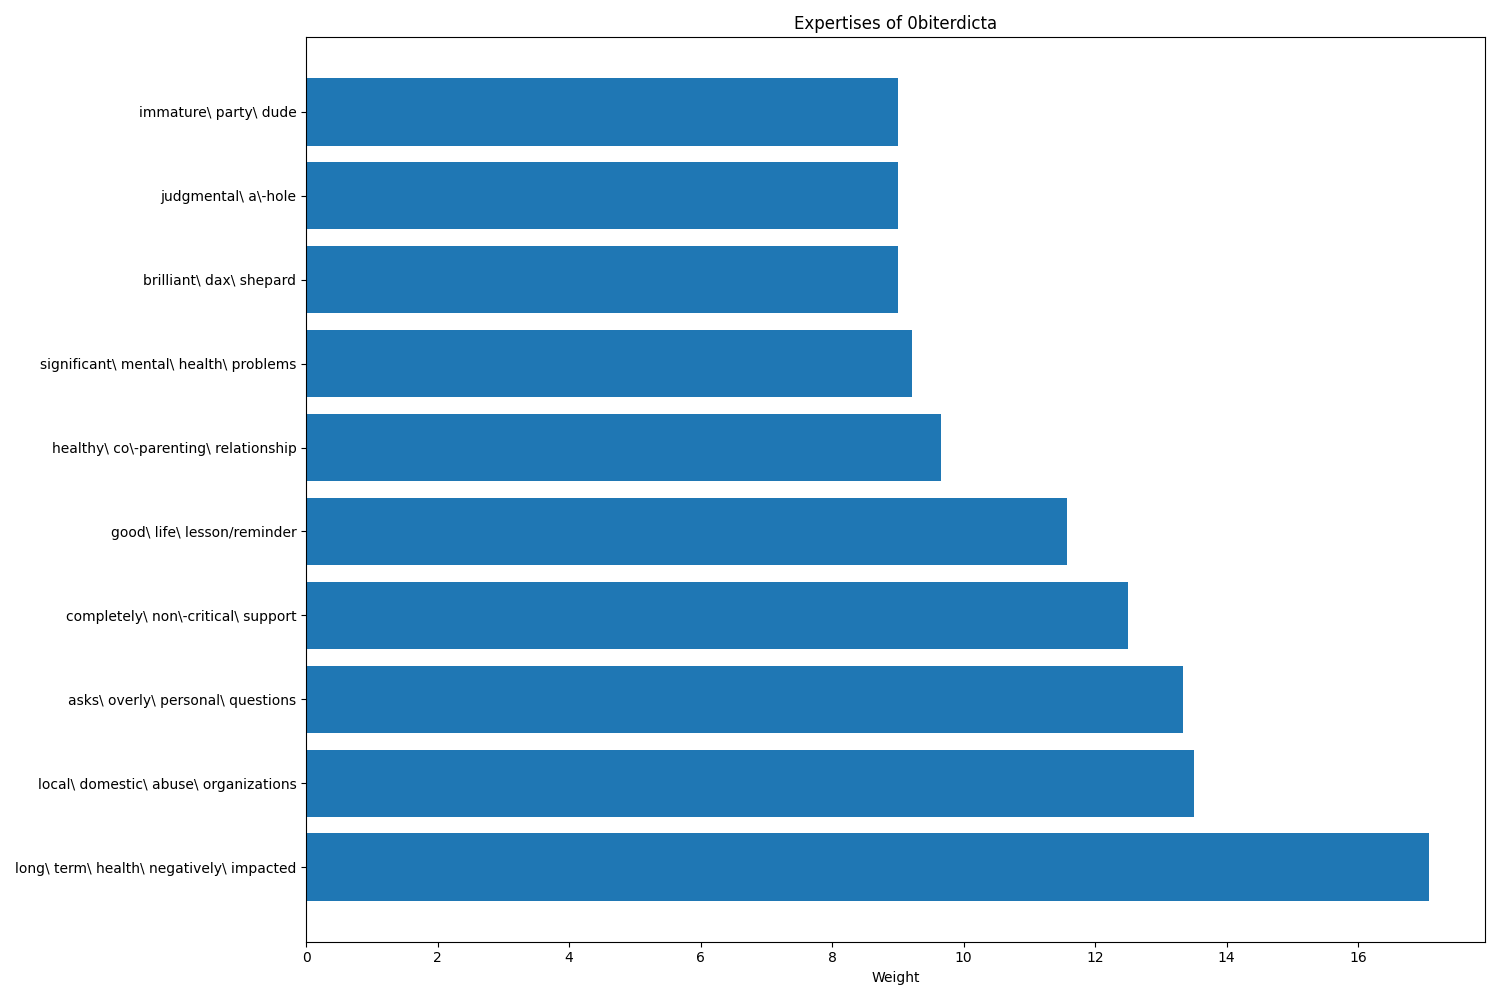 Expertises of 0biterdicta
immature\ party\ dude
judgmental\ a\-hole
brilliant\ dax\ shepard
significant\ mental\ health\ problems
healthy\ co\-parenting\ relationship
good\ life\ lesson/reminder
completely\ non\-critical\ support
asks\ overly\ personal\ questions
local\ domestic\ abuse\ organizations
long\ term\ health\ negatively\ impacted
0 2 4 6 8 10 12 14 16
Weight